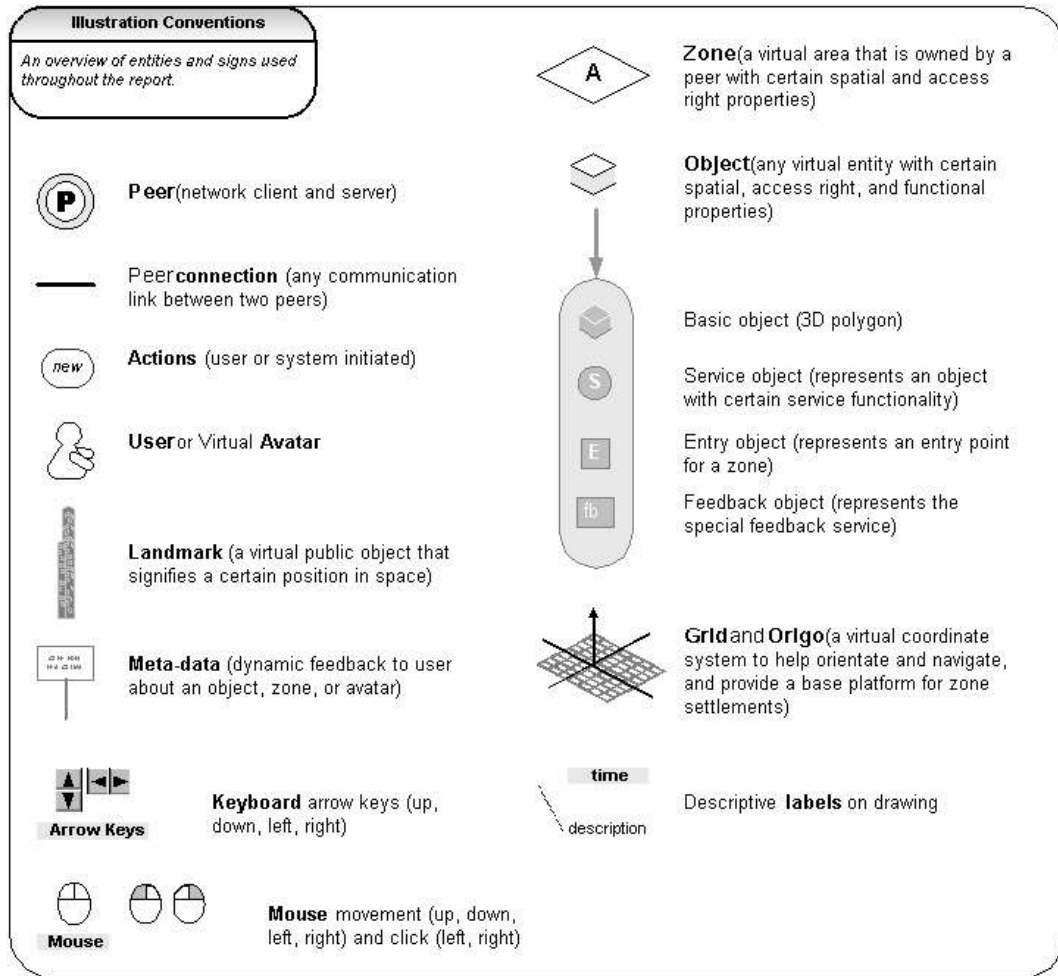 Illustration Conventions
An overview of entities and signs used
throughout the report.
P
Peer(network client and server)
Peer connection (any communication
link between two peers)
new
Actions (user or system initiated)
User or Virtual Avatar
Landmark (a virtual public object that
signifies a certain position in space)
Meta-data (dynamic feedback to user
about an object, zone, or avatar)
Arrow Keys
Keyboard arrow keys (up,
down, left, right)
Mouse
Mouse movement (up, down,
left, right) and click (left, right)
A
Zone(a virtual area that is owned by a
peer with certain spatial and access
right properties)
Object(any virtual entity with certain
spatial, access right, and functional
properties)
Basic object (3D polygon)
S
Service object (represents an object
with certain service functionality)
E
Entry object (represents an entry point
for a zone)
fb
Feedback object (represents the
special feedback service)
Grid and Origo(a virtual coordinate
system to help orientate and navigate,
and provide a base platform for zone
settlements)
time
description
Descriptive labels on drawing